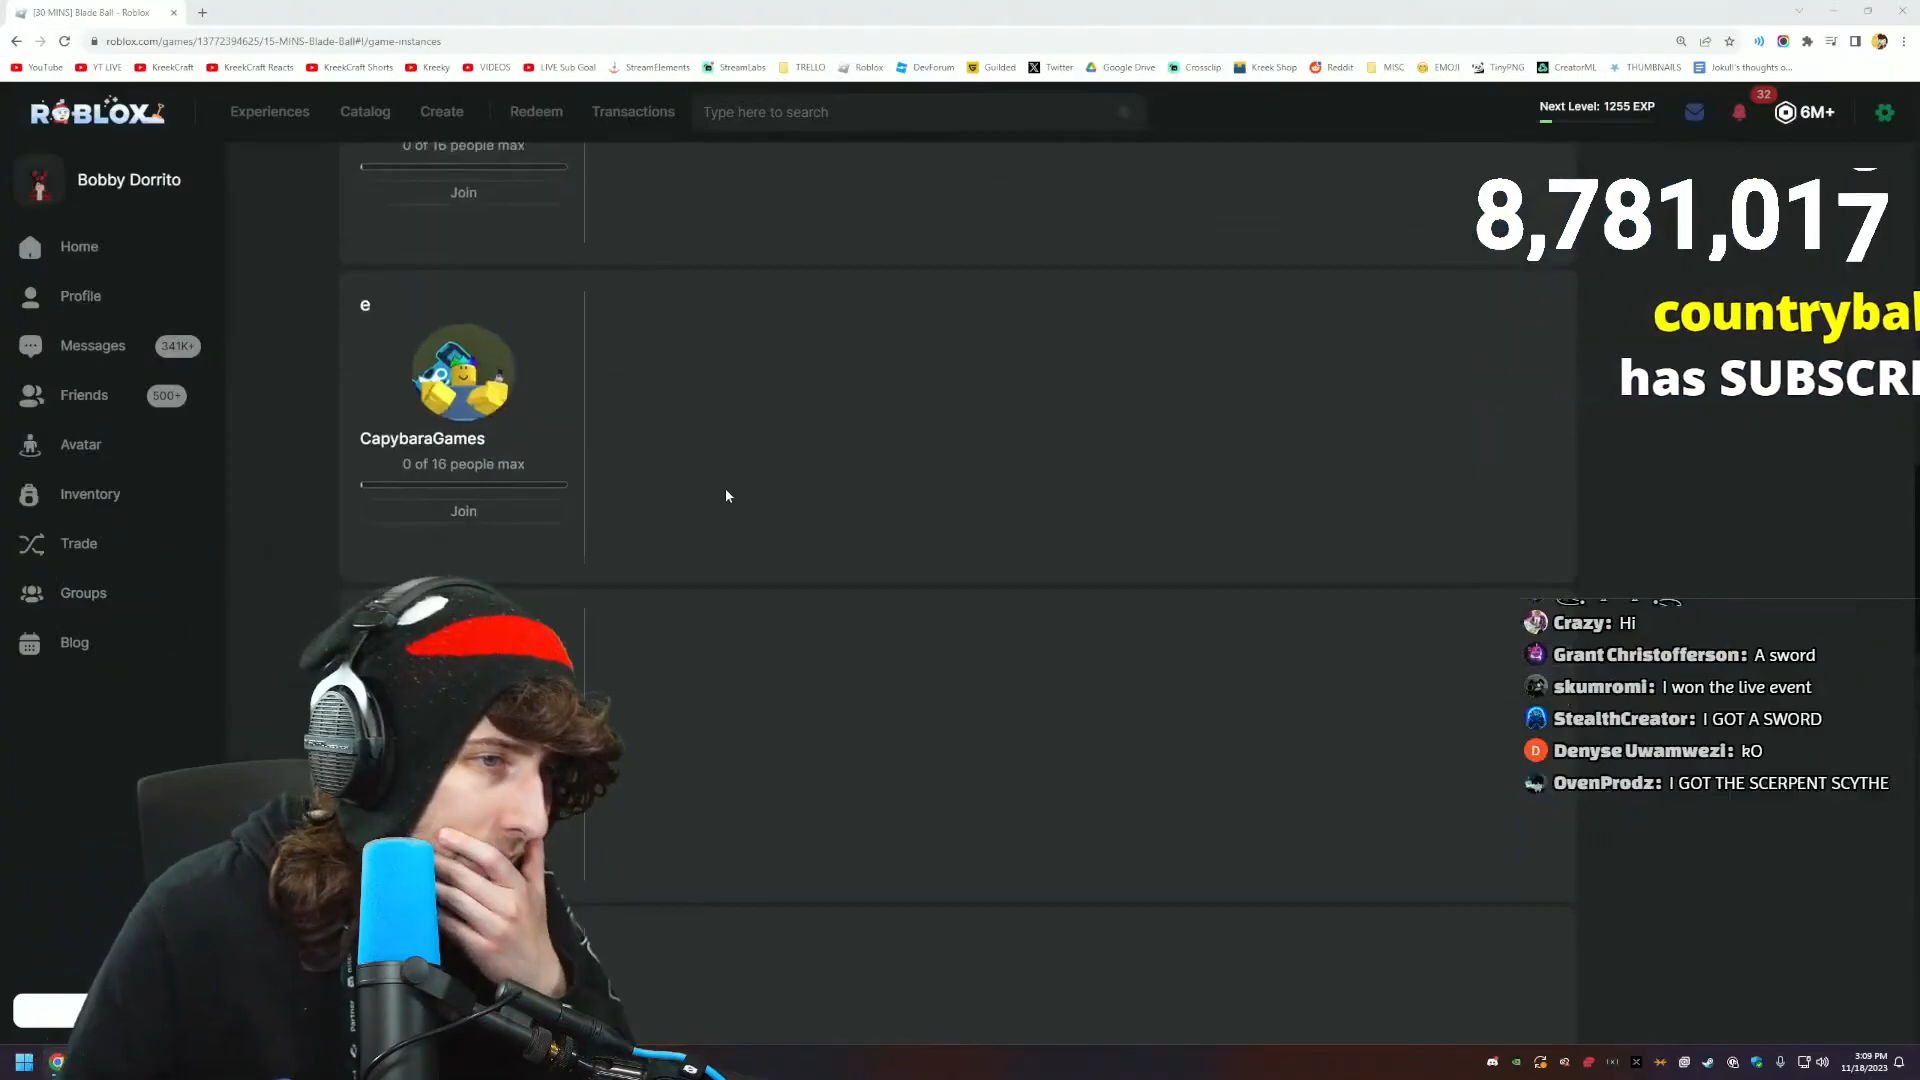 [30 MINS] Blade Ball - Roblox
roblox.com/games/13772394625/15-MINS-Blade-Ball#!/game-instances
YouTube YT LIVE KreekCraft KreekCraft Reacts KreekCraft Shorts Kreeky VIDEOS LIVE Sub Goal StreamElements StreamLabs TRELLO Roblox DevForum Guilded Twitter Google Drive Crossclip Kreek Shop Reddit MISC EMOJI TinyPNG CreatorML THUMBNAILS Jokull's thoughts o...
ROBLOX Experiences Catalog Create Redeem Transactions Type here to search Next Level: 1255 EXP 32 6M+
Bobby Dorrito
Home
Profile
Messages 341K+
Friends 500+
Avatar
Inventory
Trade
Groups
Blog
0 of 16 people max
Join
e
CapybaraGames
0 of 16 people max
Join
8,781,017
countrybal
has SUBSCRI
Crazy: Hi
Grant Christofferson: A sword
skumromi: I won the live event
StealthCreator: I GOT A SWORD
D Denyse Uwamwezi: kO
OvenProdz: I GOT THE SCERPENT SCYTHE
3:09 PM
11/18/2023